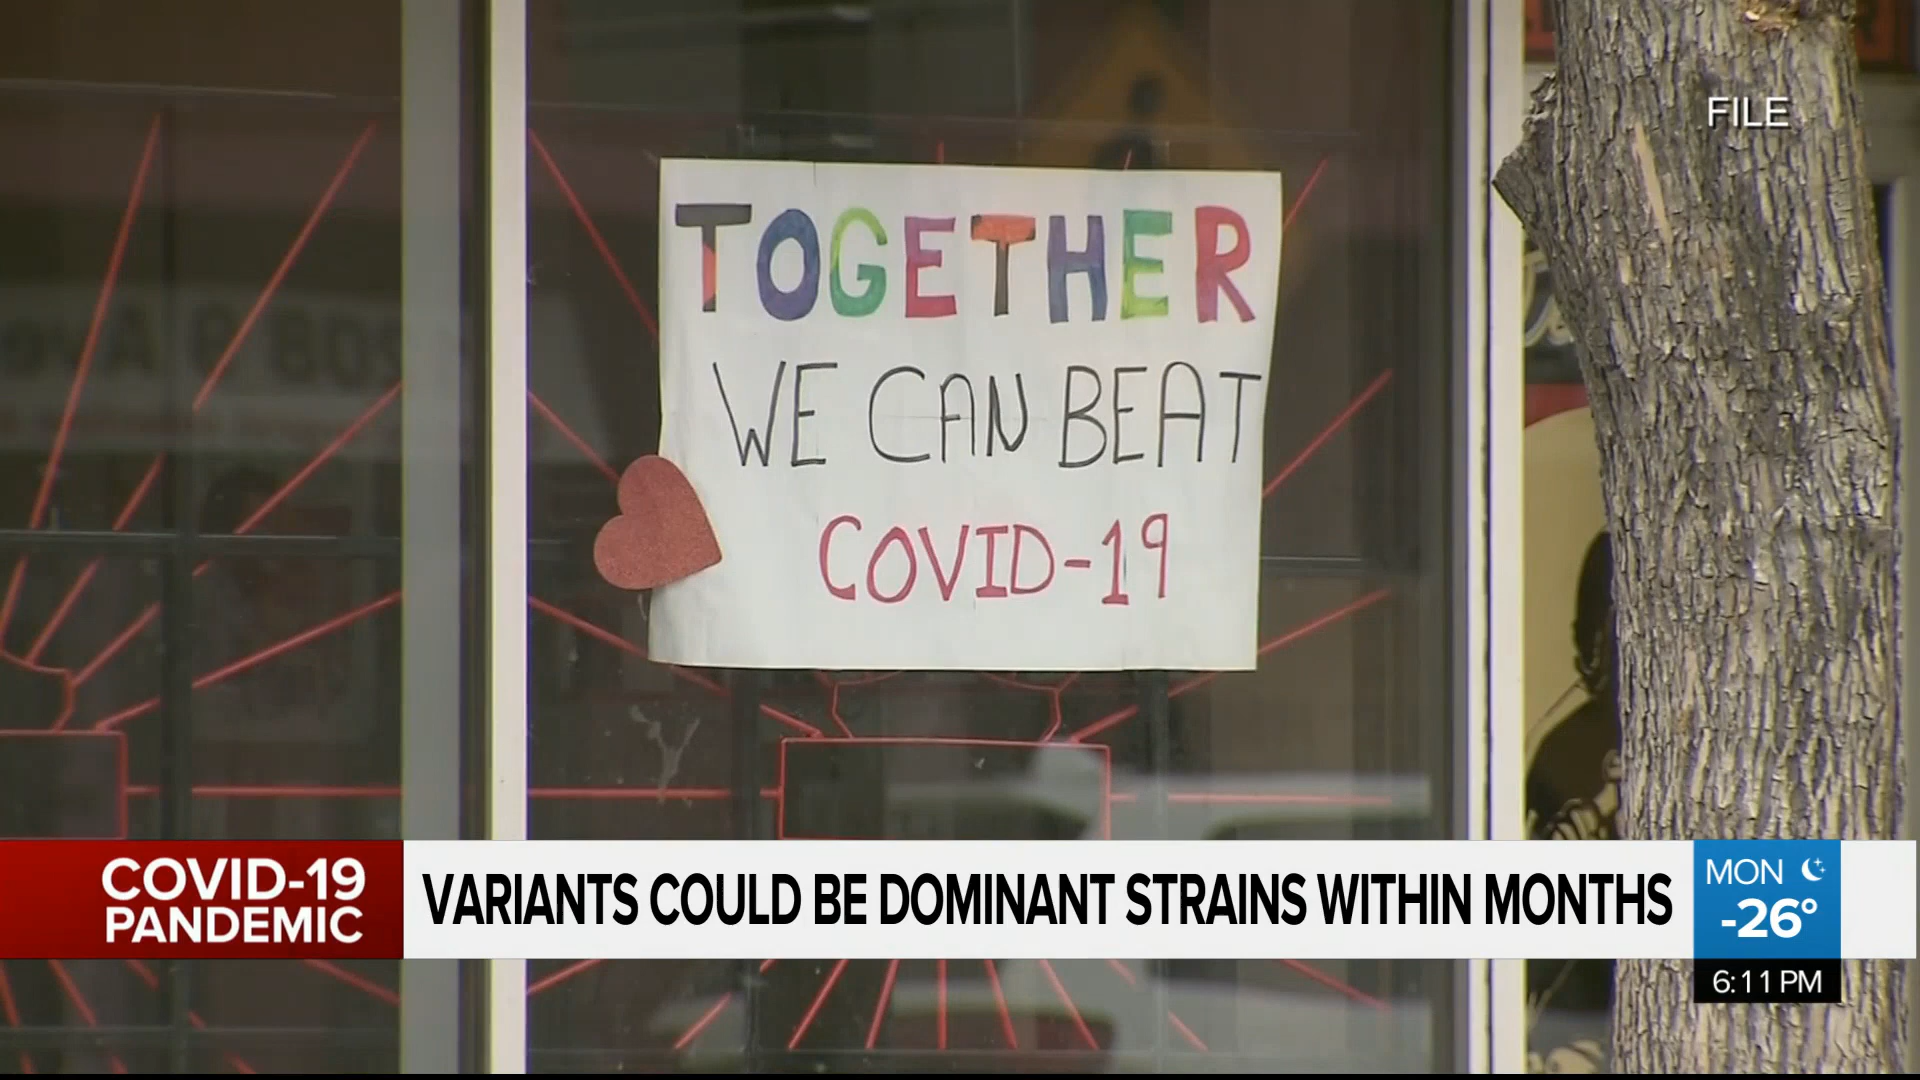 FILE
TOGETHER
WE CAN BEAT
COVID-19
COVID-19
PANDEMIC
VARIANTS COULD BE DOMINANT STRAINS WITHIN MONTHS
MON
-26°
6:11 PM